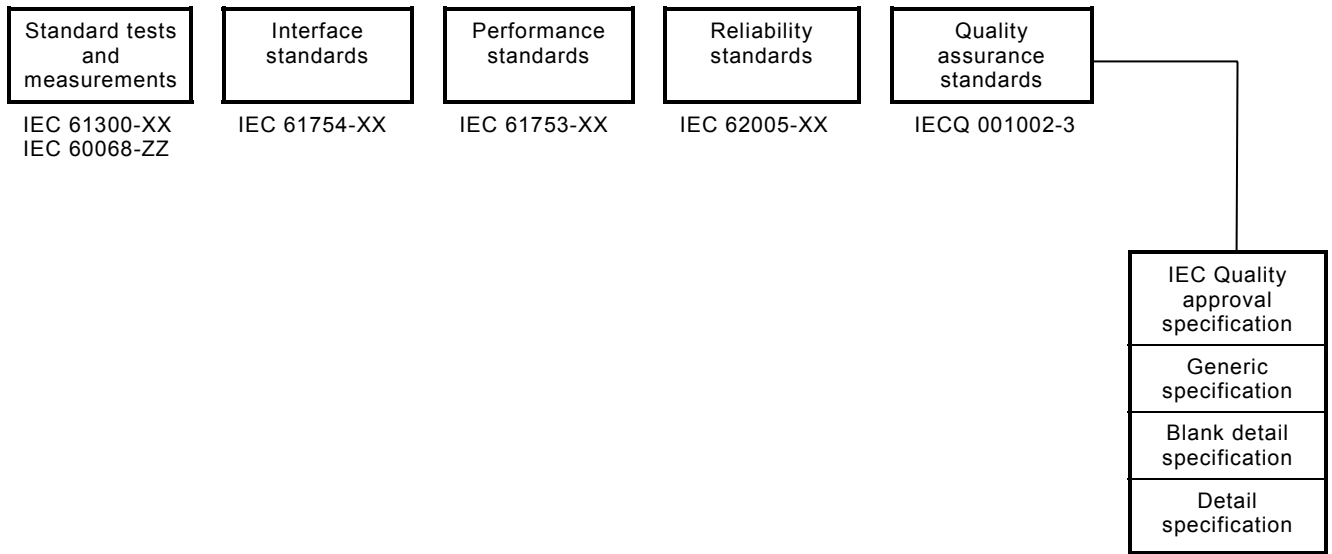 Standard tests
and
measurements
IEC 61300-XX
IEC 60068-ZZ
Interface
standards
IEC 61754-XX
Performance
standards
IEC 61753-XX
Reliability
standards
IEC 62005-XX
Quality
assurance
standards
IECQ 001002-3
IEC Quality
approval
specification
Generic
specification
Blank detail
specification
Detail
specification